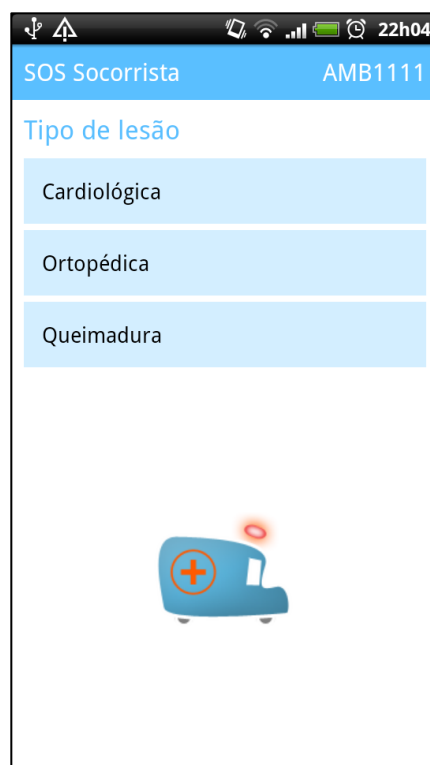 22h04
SOS Socorrista AMB1111
Tipo de lesão
Cardiológica
Ortopédica
Queimadura